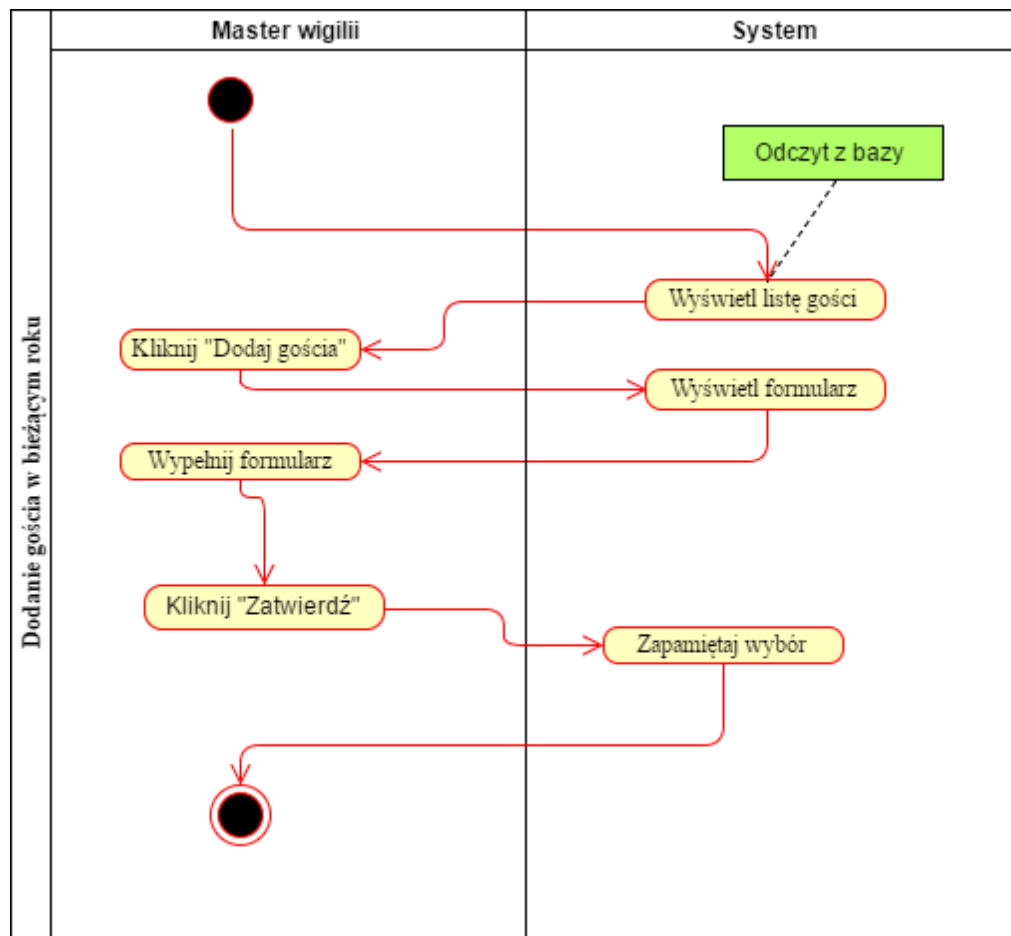 Master wigilii
System
Odczyt z bazy
Wyświetl listę gości
Kliknij "Dodaj gościa"
Wyświetl formularz
Wypełnij formularz
Kliknij "Zatwierdź"
Zapamiętaj wybór
Dodanie gościa w bieżącym roku